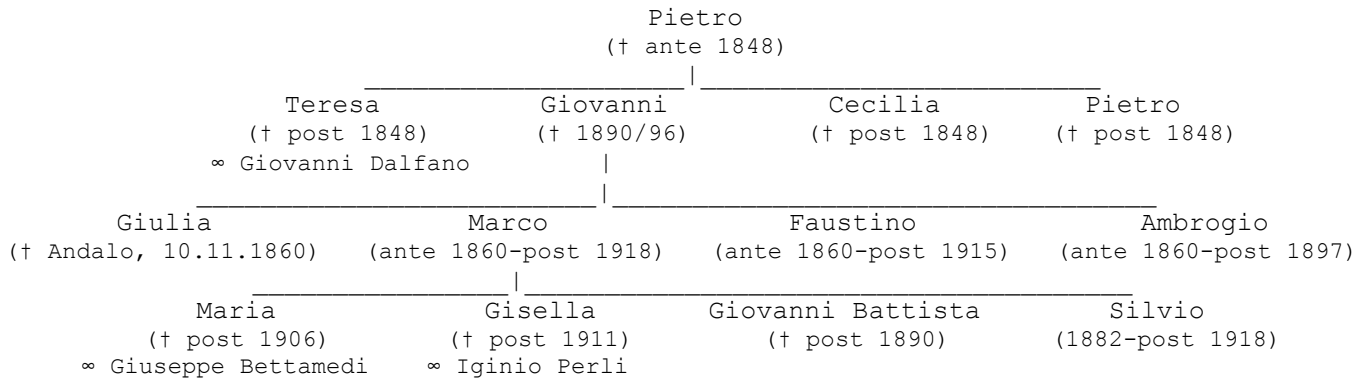 Pietro
(† ante 1848)
Teresa Giovanni Cecilia Pietro
(† post 1848) († 1890/96) († post 1848) († post 1848)
∞ Giovanni Dalfano
Giulia Marco Faustino Ambrogio
(† Andalo, 10.11.1860) (ante 1860-post 1918) (ante 1860-post 1915) (ante 1860-post 1897)
Maria Gisella Giovanni Battista Silvio
(† post 1906) († post 1911) († post 1890) (1882-post 1918)
∞ Giuseppe Bettamedi ∞ Iginio Perli